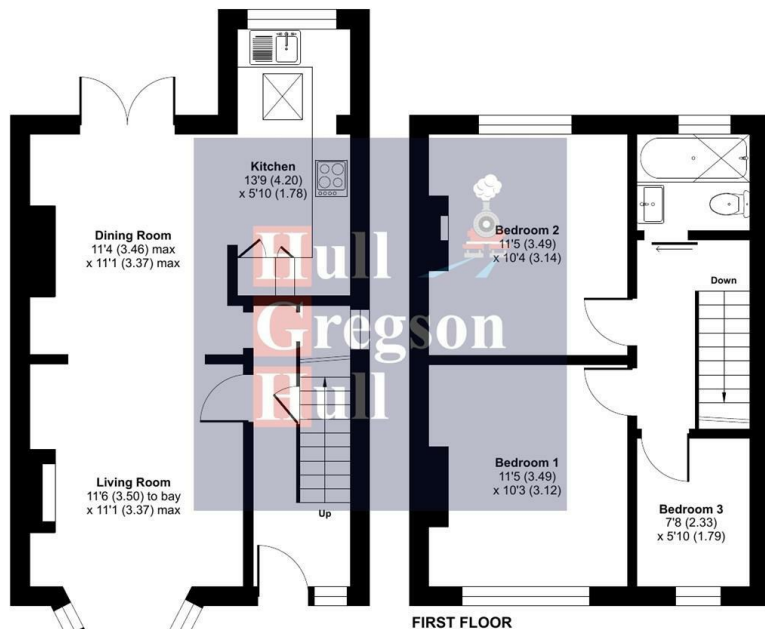 Kitchen
13'9 (4.20)
x 5'10 (1.78)
Dining Room
11'4 (3.46) max
x 11'1 (3.37) max
Living Room
11'6 (3.50) to bay
x 11'1 (3.37) max
Up
Hull
Gregson
Hull
Bedroom 2
11'5 (3.49)
x 10'4 (3.14)
Down
Bedroom 1
11'5 (3.49)
x 10'3 (3.12)
Bedroom 3
7'8 (2.33)
x 5'10 (1.79)
FIRST FLOOR